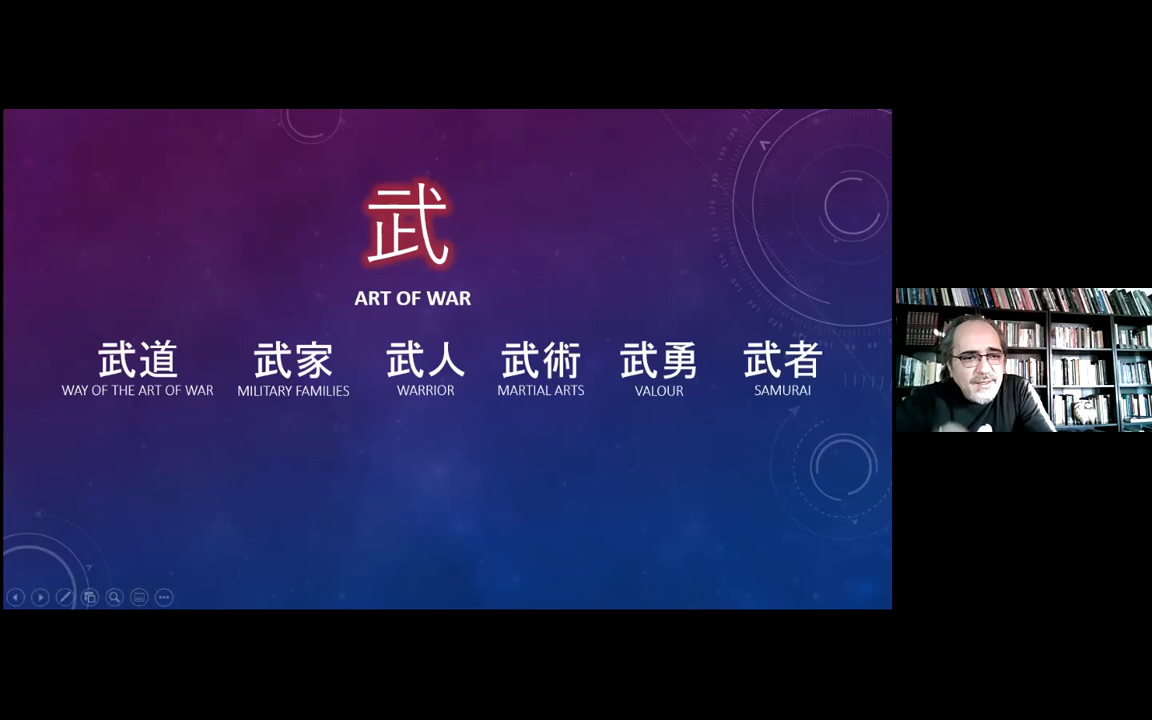 武
ART OF WAR
武道 武家 武人 武術 武勇 武者
WAY OF THE ART OF WAR MILITARY FAMILIES WARRIOR MARTIAL ARTS VALOUR SAMURAI